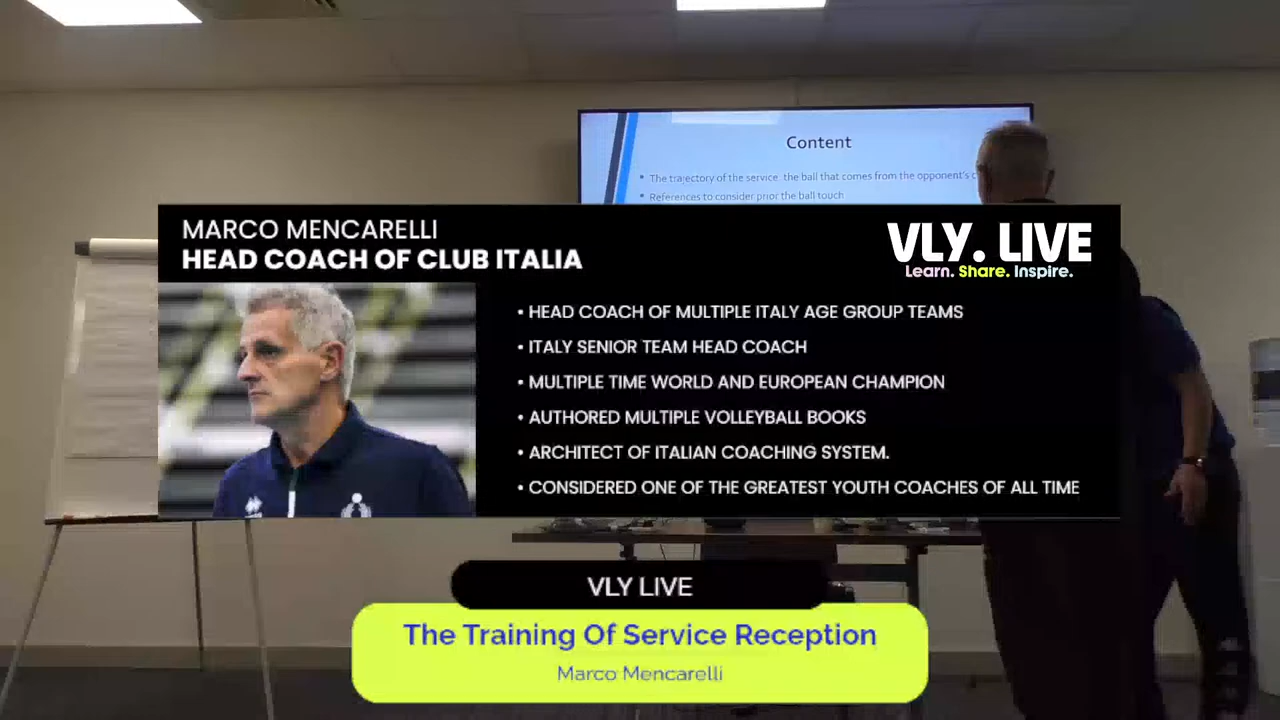 Content
• The trajectory of the service: the ball that comes from the opponent's
• References to consider prior the ball touch
MARCO MENCARELLI
HEAD COACH OF CLUB ITALIA
VLY. LIVE
Learn. Share. Inspire.
• HEAD COACH OF MULTIPLE ITALY AGE GROUP TEAMS
• ITALY SENIOR TEAM HEAD COACH
• MULTIPLE TIME WORLD AND EUROPEAN CHAMPION
• AUTHORED MULTIPLE VOLLEYBALL BOOKS
• ARCHITECT OF ITALIAN COACHING SYSTEM.
• CONSIDERED ONE OF THE GREATEST YOUTH COACHES OF ALL TIME
VLY LIVE
The Training Of Service Reception
Marco Mencarelli